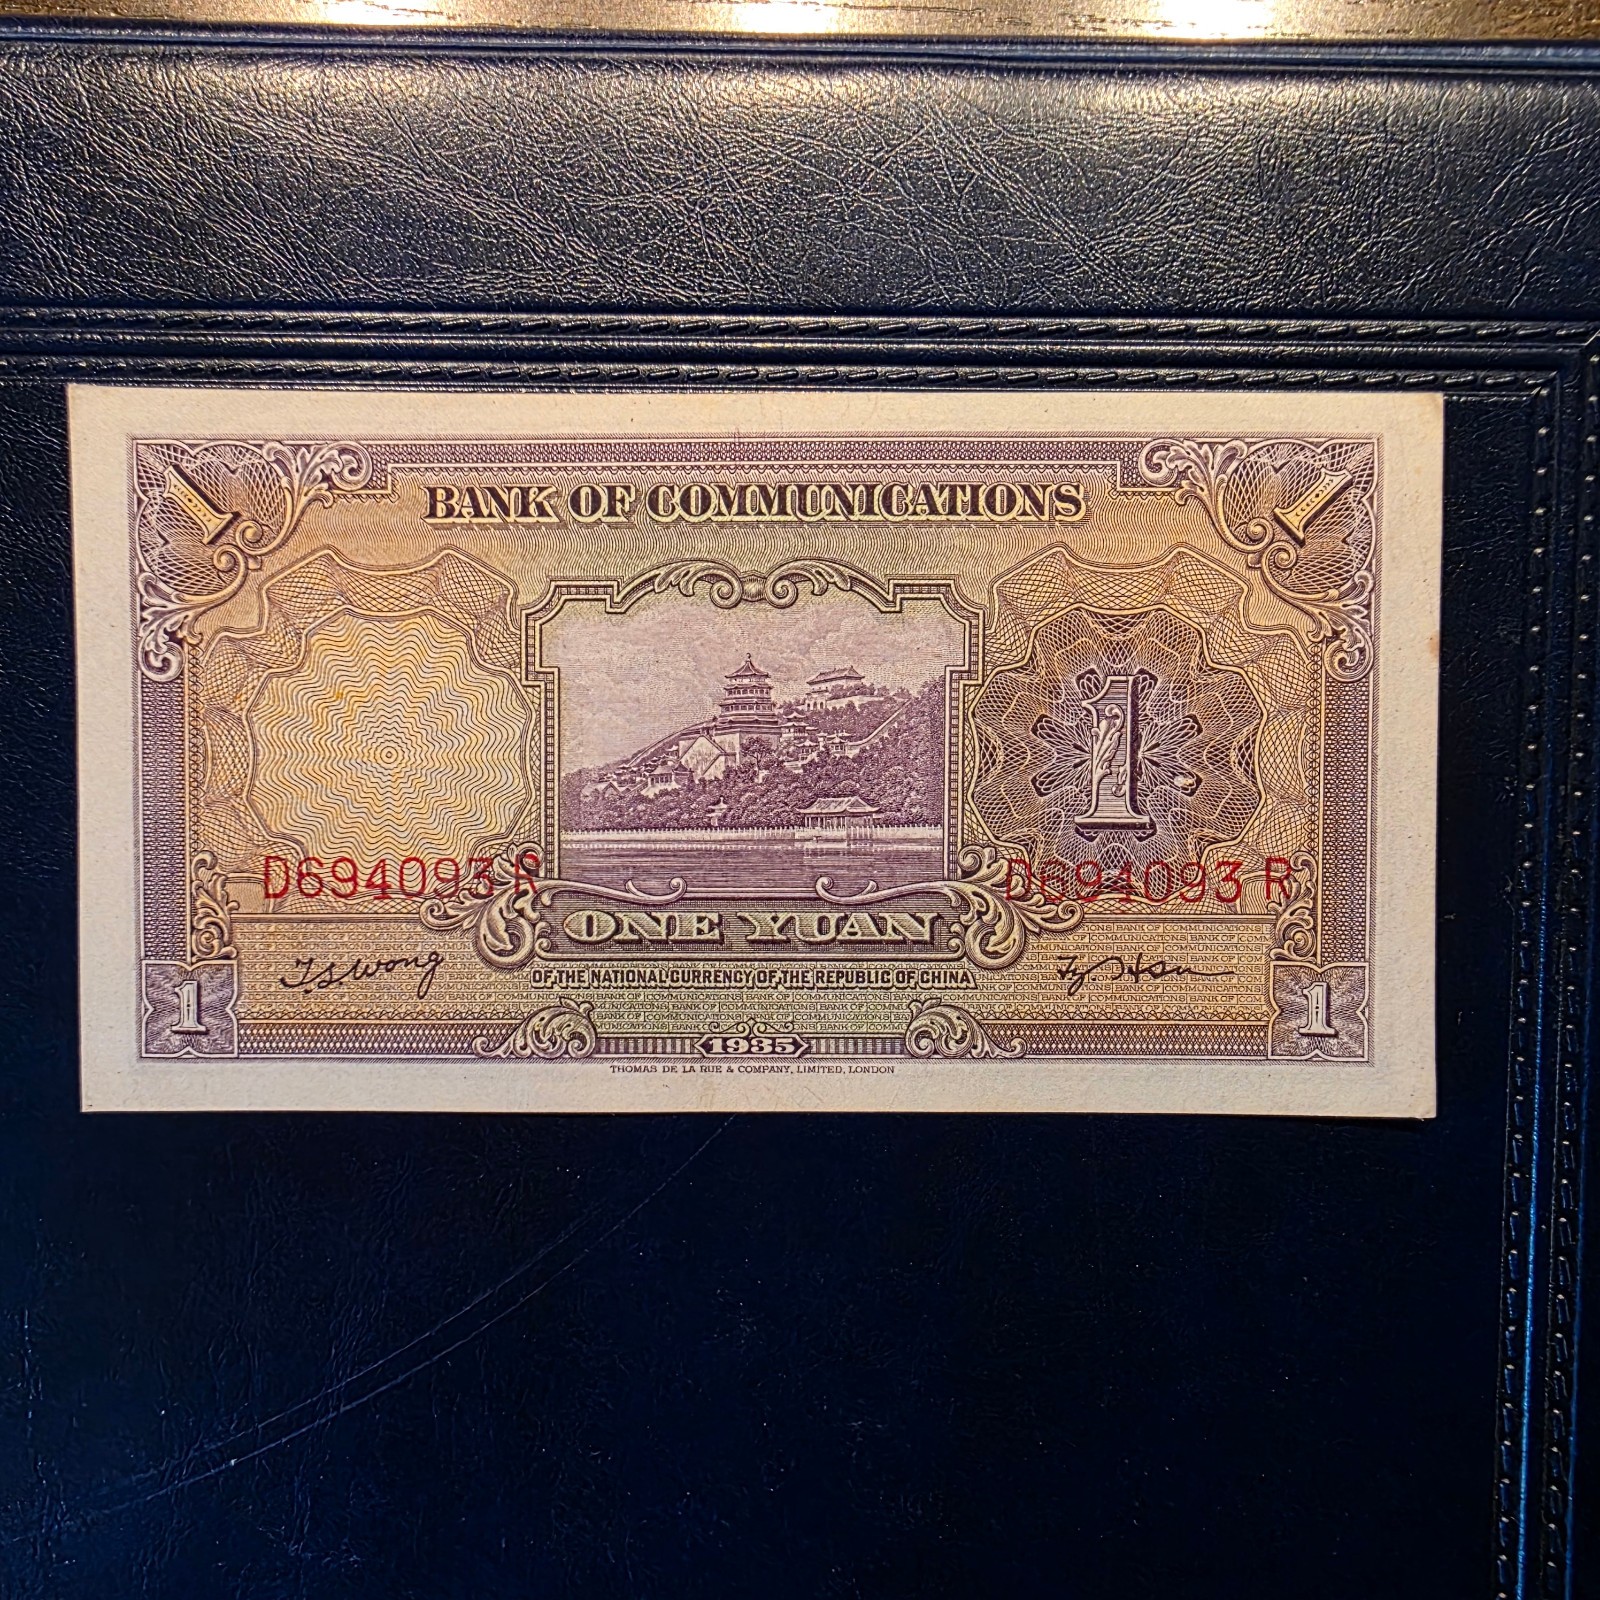 1 1
BANK OF COMMUNICATIONS
1
D694093 R D694093 R
ONE YUAN
T.S. Wong
OF THE NATIONAL CURRENCY OF THE REPUBLIC OF CHINA
1 1
1935
THOMAS DE LA RUE & COMPANY, LIMITED, LONDON